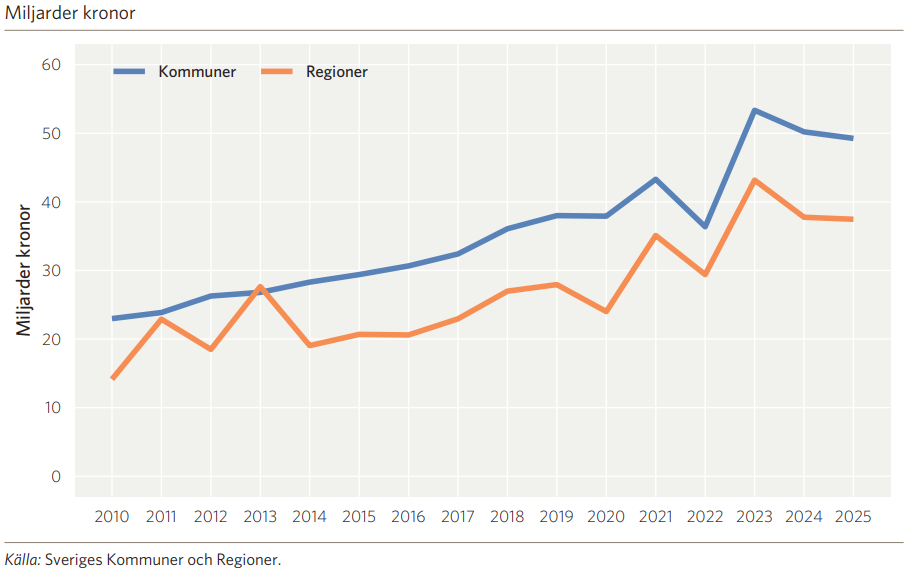 Miljarder kronor
60
Kommuner Regioner
50
40
Miljarder kronor
30
20
10
0
2010 2011 2012 2013 2014 2015 2016 2017 2018 2019 2020 2021 2022 2023 2024 2025
Källa: Sveriges Kommuner och Regioner.